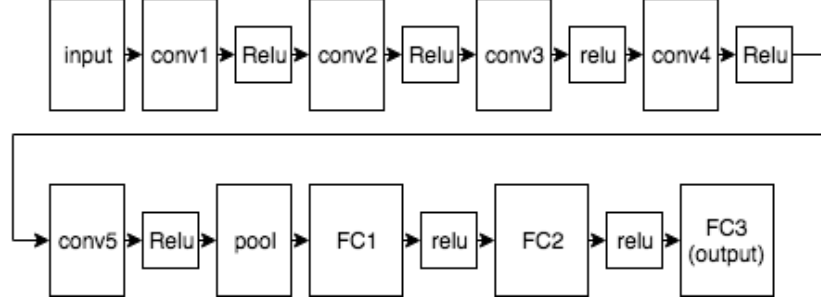 input conv1 Relu conv2 Relu conv3 relu conv4 Relu
conv5 Relu pool FC1 relu FC2 relu FC3
(output)